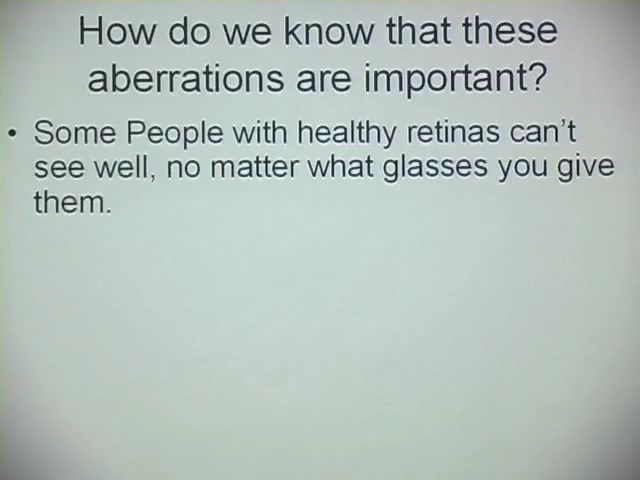 How do we know that these
aberrations are important?
• Some People with healthy retinas can't
see well, no matter what glasses you give
them.